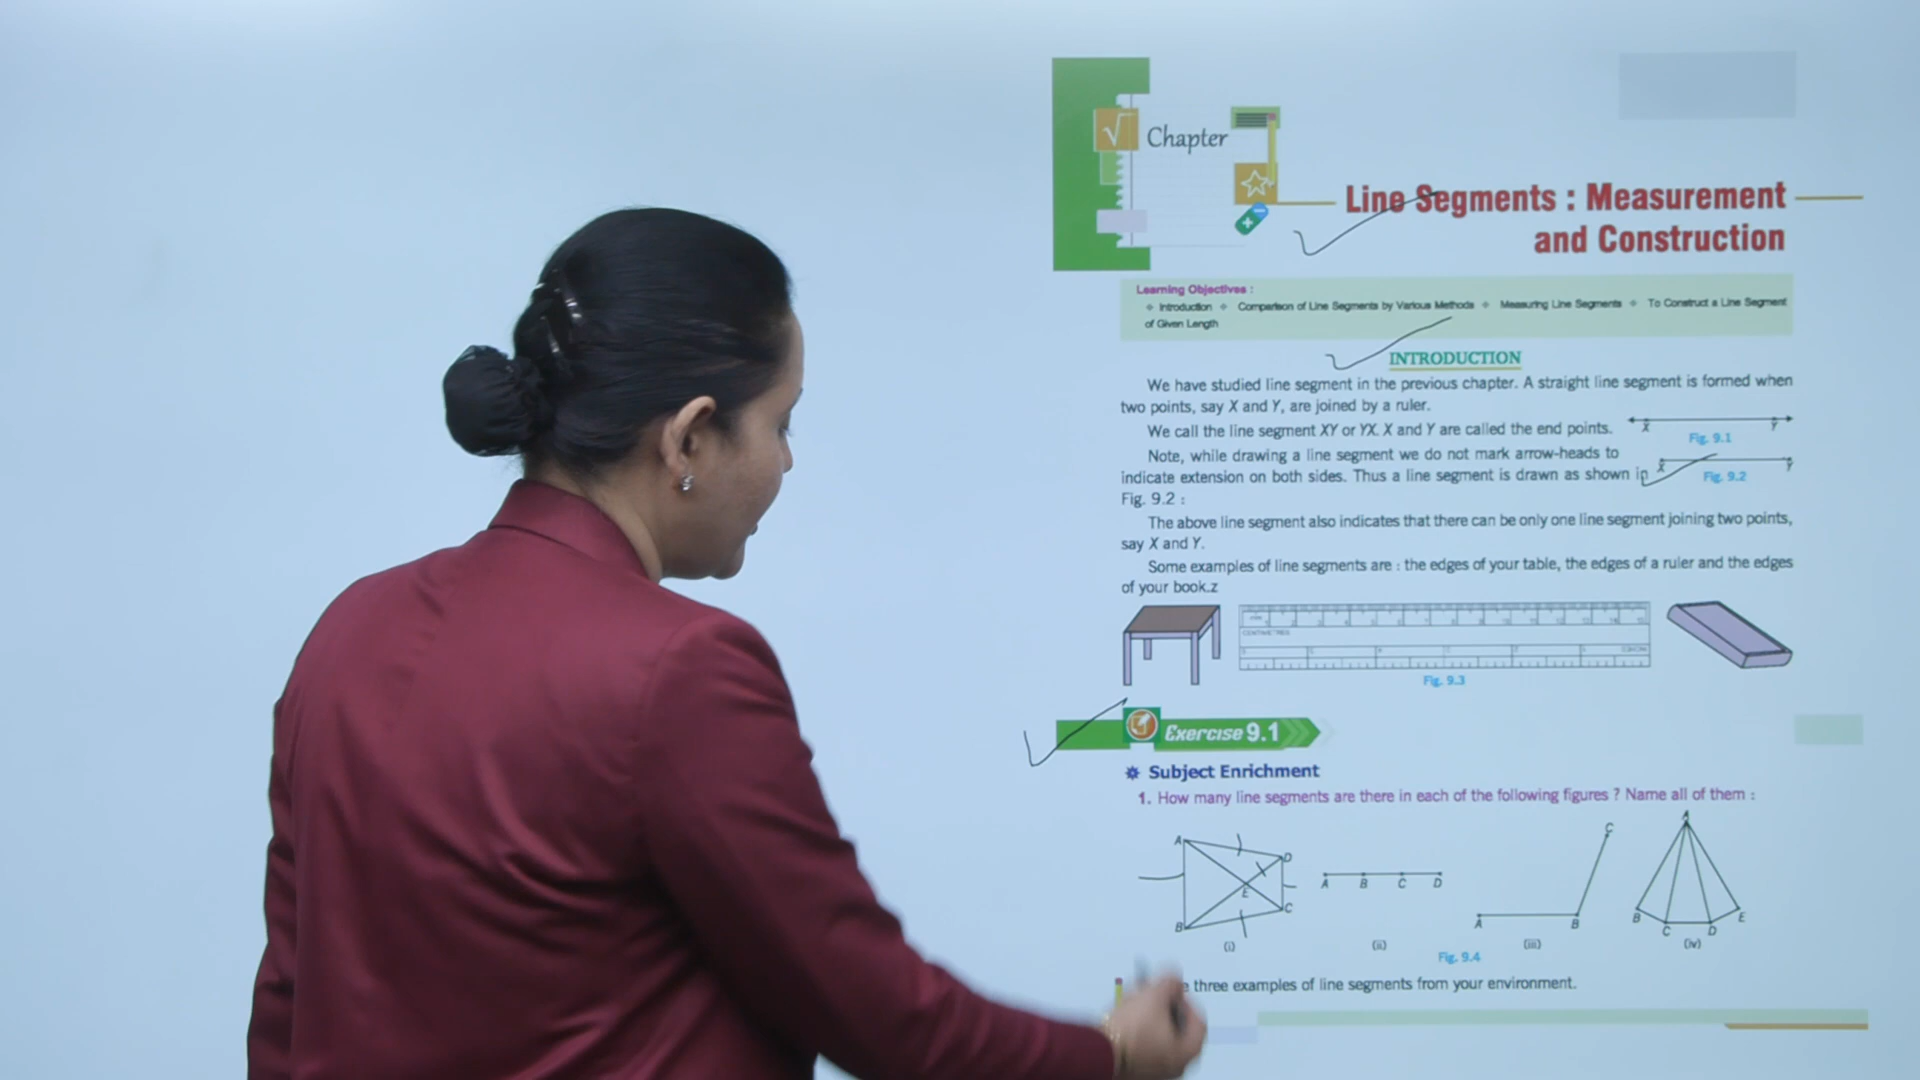 Chapter
Line Segments : Measurement
and Construction
Learning Objectives :
Introduction Comparison of Line Segments by Various Methods Measuring Line Segments To Construct a Line Segment
of Given Length
INTRODUCTION
We have studied line segment in the previous chapter. A straight line segment is formed when
two points, say X and Y, are joined by a ruler.
We call the line segment XY or YX. X and Y are called the end points.
X Y
Fig. 9.1
Note, while drawing a line segment we do not mark arrow-heads to
indicate extension on both sides. Thus a line segment is drawn as shown in
X Y
Fig. 9.2
Fig. 9.2 :
The above line segment also indicates that there can be only one line segment joining two points,
say X and Y.
Some examples of line segments are : the edges of your table, the edges of a ruler and the edges
of your book.z
CENTIMETRES
Fig. 9.3
Exercise 9.1
Subject Enrichment
1. How many line segments are there in each of the following figures ? Name all of them :
A D E B C
(i)
A B C D
(ii)
A B C
(iii)
A B C D E
(iv)
Fig. 9.4
three examples of line segments from your environment.